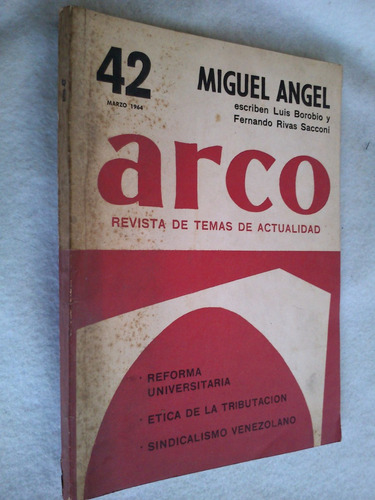 42
MARZO 1964
MIGUEL ANGEL
escriben Luis Borobio y
Fernando Rivas Sacconi
arco
REVISTA DE TEMAS DE ACTUALIDAD
· REFORMA
UNIVERSITARIA
· ETICA DE LA TRIBUTACION
· SINDICALISMO VENEZOLANO